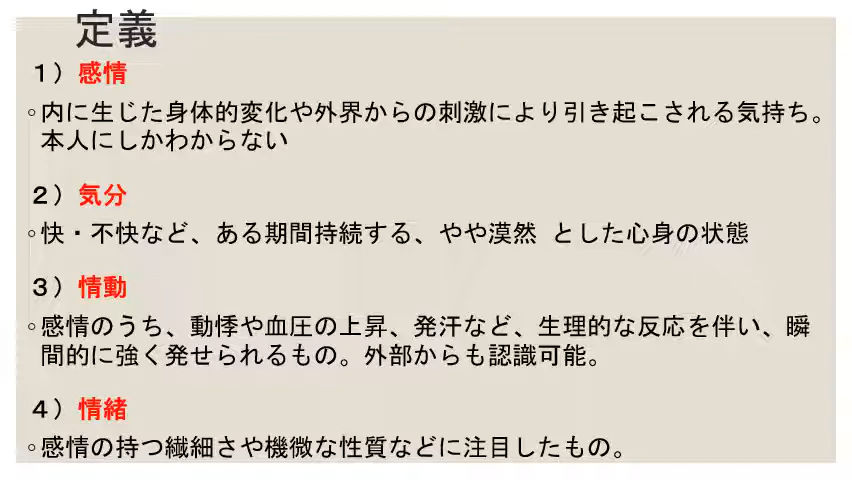 定義
１）感情
◦内に生じた身体的変化や外界からの刺激により引き起こされる気持ち。
本人にしかわからない
２）気分
◦快・不快など、ある期間持続する、やや漠然 とした心身の状態
３）情動
◦感情のうち、動悸や血圧の上昇、発汗など、生理的な反応を伴い、瞬
間的に強く発せられるもの。外部からも認識可能。
４）情緒
◦感情の持つ繊細さや機微な性質などに注目したもの。